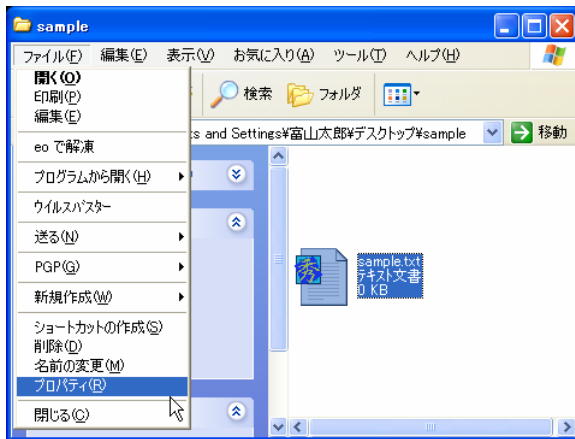 sample
ファイル(F) 編集(E) 表示(V) お気に入り(A) ツール(T) ヘルプ(H)
検索 フォルダ
s and Settings¥富山太郎¥デスクトップ¥sample 移動
開く(O)
印刷(P)
編集(E)
eo で解凍
プログラムから開く(H)
ウイルスバスター
送る(N)
PGP(G)
新規作成(W)
ショートカットの作成(S)
削除(D)
名前の変更(M)
プロパティ(R)
閉じる(C)
秀
sample.txt
テキスト文書
0 KB